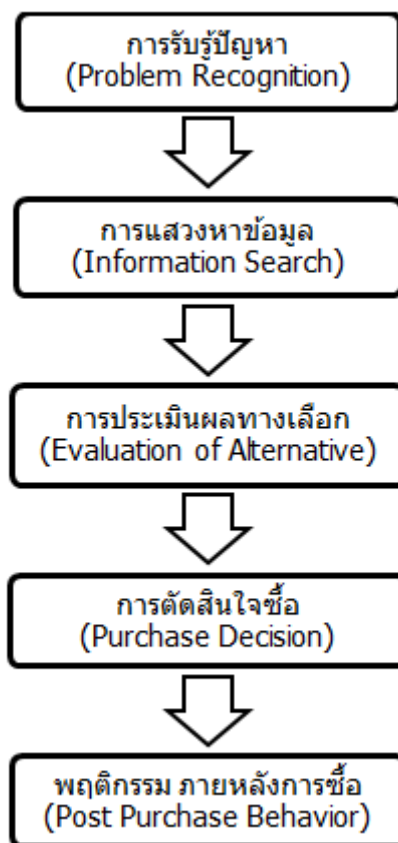 การรับรู้ปัญหา
(Problem Recognition)
การแสวงหาข้อมูล
(Information Search)
การประเมินผลทางเลือก
(Evaluation of Alternative)
การตัดสินใจซื้อ
(Purchase Decision)
พฤติกรรม ภายหลังการซื้อ
(Post Purchase Behavior)